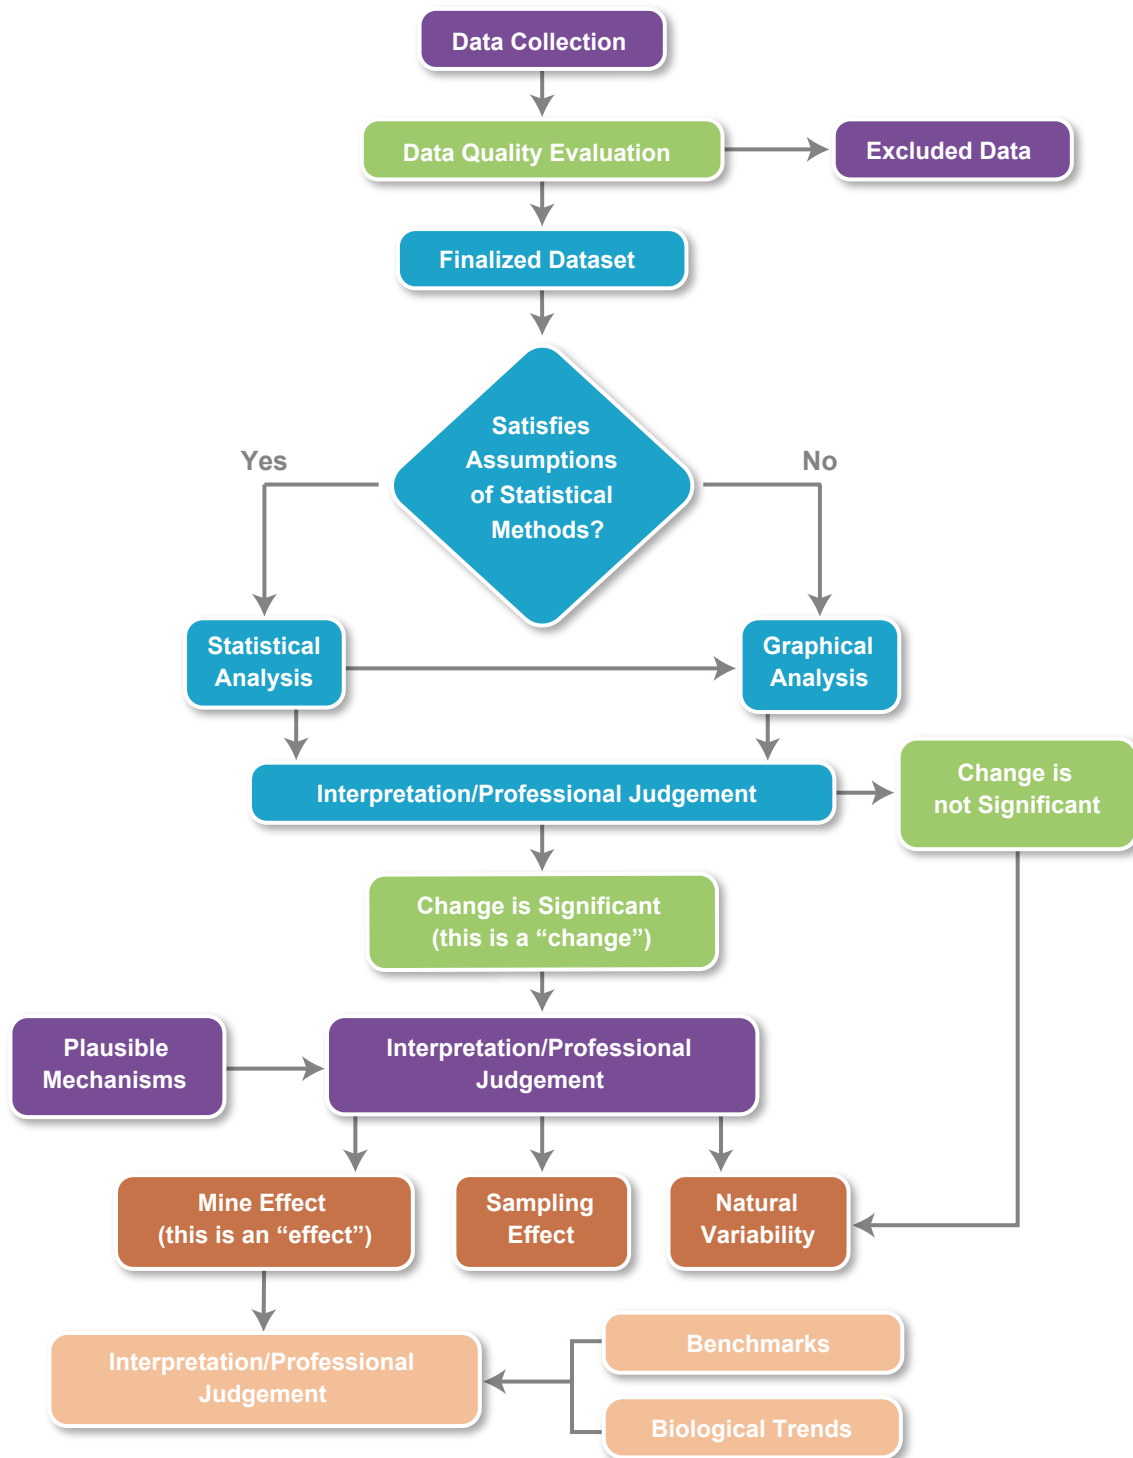 Data Collection
Data Quality Evaluation
Excluded Data
Finalized Dataset
Satisfies
Assumptions
of Statistical
Methods?
Yes
No
Statistical
Analysis
Graphical
Analysis
Interpretation/Professional Judgement
Change is
not Significant
Change is Significant
(this is a “change”)
Plausible
Mechanisms
Interpretation/Professional
Judgement
Mine Effect
(this is an “effect”)
Sampling
Effect
Natural
Variability
Interpretation/Professional
Judgement
Benchmarks
Biological Trends